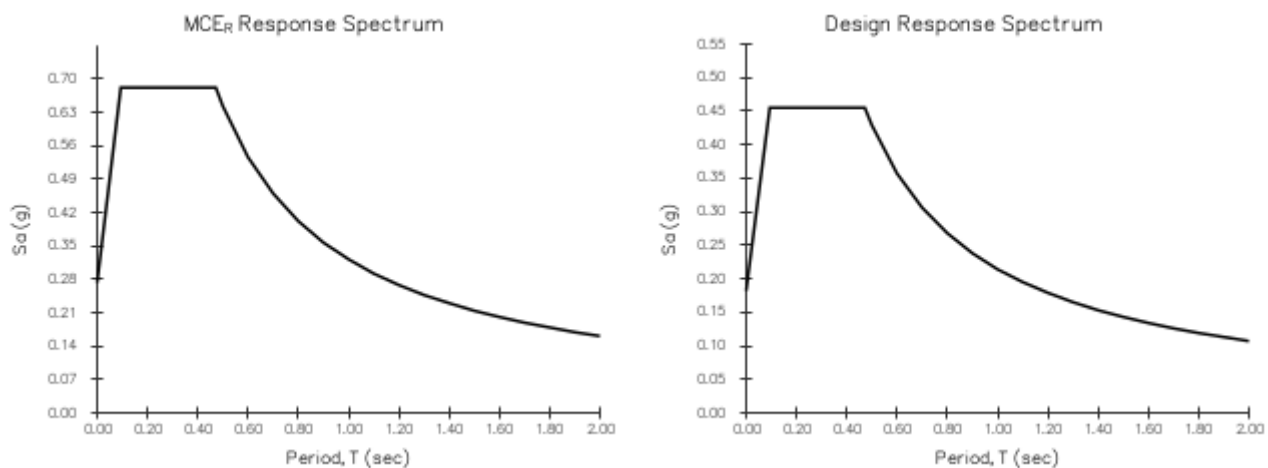 MCER Response Spectrum
0.70
0.63
0.56
0.49
0.42
0.35
0.28
0.21
0.14
0.07
0.00
Sa (g)
0.00 0.20 0.40 0.60 0.80 1.00 1.20 1.40 1.60 1.80 2.00
Period, T (sec)
Design Response Spectrum
0.55
0.50
0.45
0.40
0.35
0.30
0.25
0.20
0.15
0.10
0.05
0.00
Sa (g)
0.00 0.20 0.40 0.60 0.80 1.00 1.20 1.40 1.60 1.80 2.00
Period, T (sec)